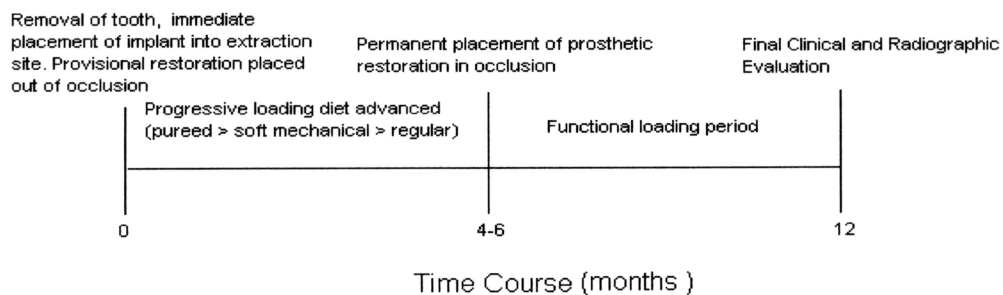 Removal of tooth, immediate
placement of implant into extraction
site. Provisional restoration placed
out of occlusion
Permanent placement of prosthetic
restoration in occlusion
Final Clinical and Radiographic
Evaluation
Progressive loading diet advanced
(pureed > soft mechanical > regular)
Functional loading period
0
4-6
12
Time Course (months )